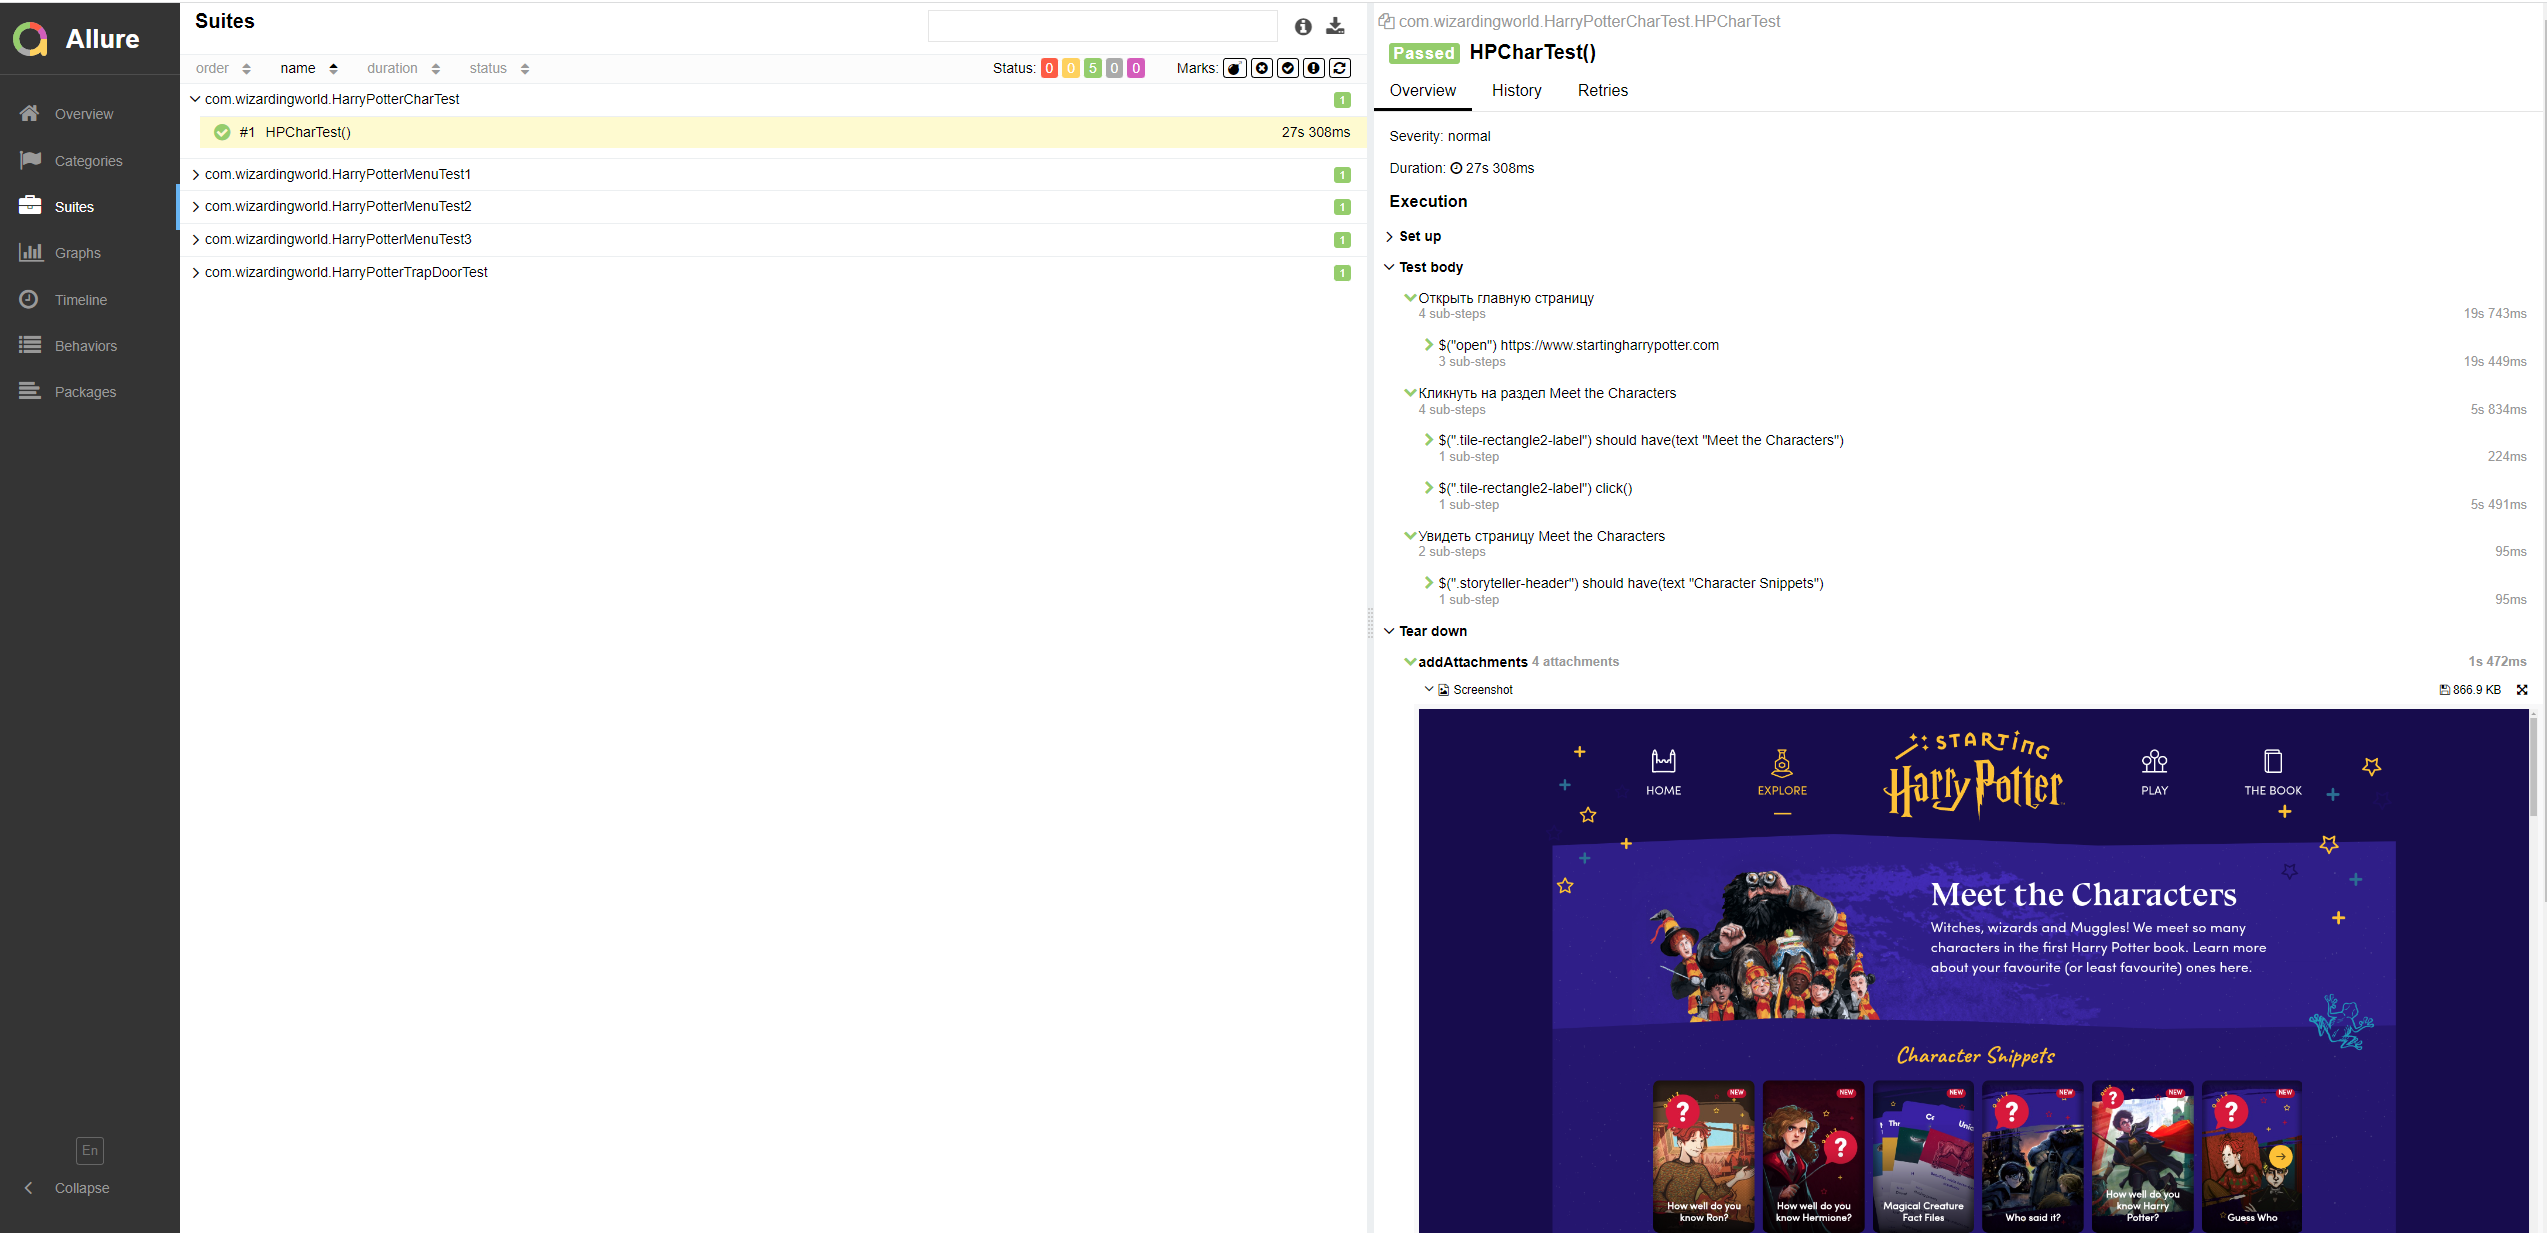 Allure
Overview
Categories
Suites
Graphs
Timeline
Behaviors
Packages
En
Collapse
Suites
order name duration status
Status: 0 0 5 0 0 Marks:
com.wizardingworld.HarryPotterCharTest 1
#1 HPCharTest() 27s 308ms
com.wizardingworld.HarryPotterMenuTest1 1
com.wizardingworld.HarryPotterMenuTest2 1
com.wizardingworld.HarryPotterMenuTest3 1
com.wizardingworld.HarryPotterTrapDoorTest 1
com.wizardingworld.HarryPotterCharTest.HPCharTest
Passed HPCharTest()
Overview History Retries
Severity: normal
Duration: 27s 308ms
Execution
Set up
Test body
Открыть главную страницу
4 sub-steps 19s 743ms
$("open") https://www.startingharrypotter.com
3 sub-steps 19s 449ms
Кликнуть на раздел Meet the Characters
4 sub-steps 5s 834ms
$(".tile-rectangle2-label") should have(text "Meet the Characters")
1 sub-step 224ms
$(".tile-rectangle2-label") click()
1 sub-step 5s 491ms
Увидеть страницу Meet the Characters
2 sub-steps 95ms
$(".storyteller-header") should have(text "Character Snippets")
1 sub-step 95ms
Tear down
addAttachments 4 attachments 1s 472ms
Screenshot 866.9 KB
STARTING
Harry Potter
HOME EXPLORE PLAY THE BOOK
Meet the Characters
Witches, wizards and Muggles! We meet so many
characters in the first Harry Potter book. Learn more
about your favourite (or least favourite) ones here.
Character Snippets
NEW NEW NEW NEW NEW NEW
QUIZ
How well do you
know Ron?
How well do you
know Hermione?
Magical Creature
Fact Files
Who said it?
How well do you
know Harry
Potter?
Guess Who